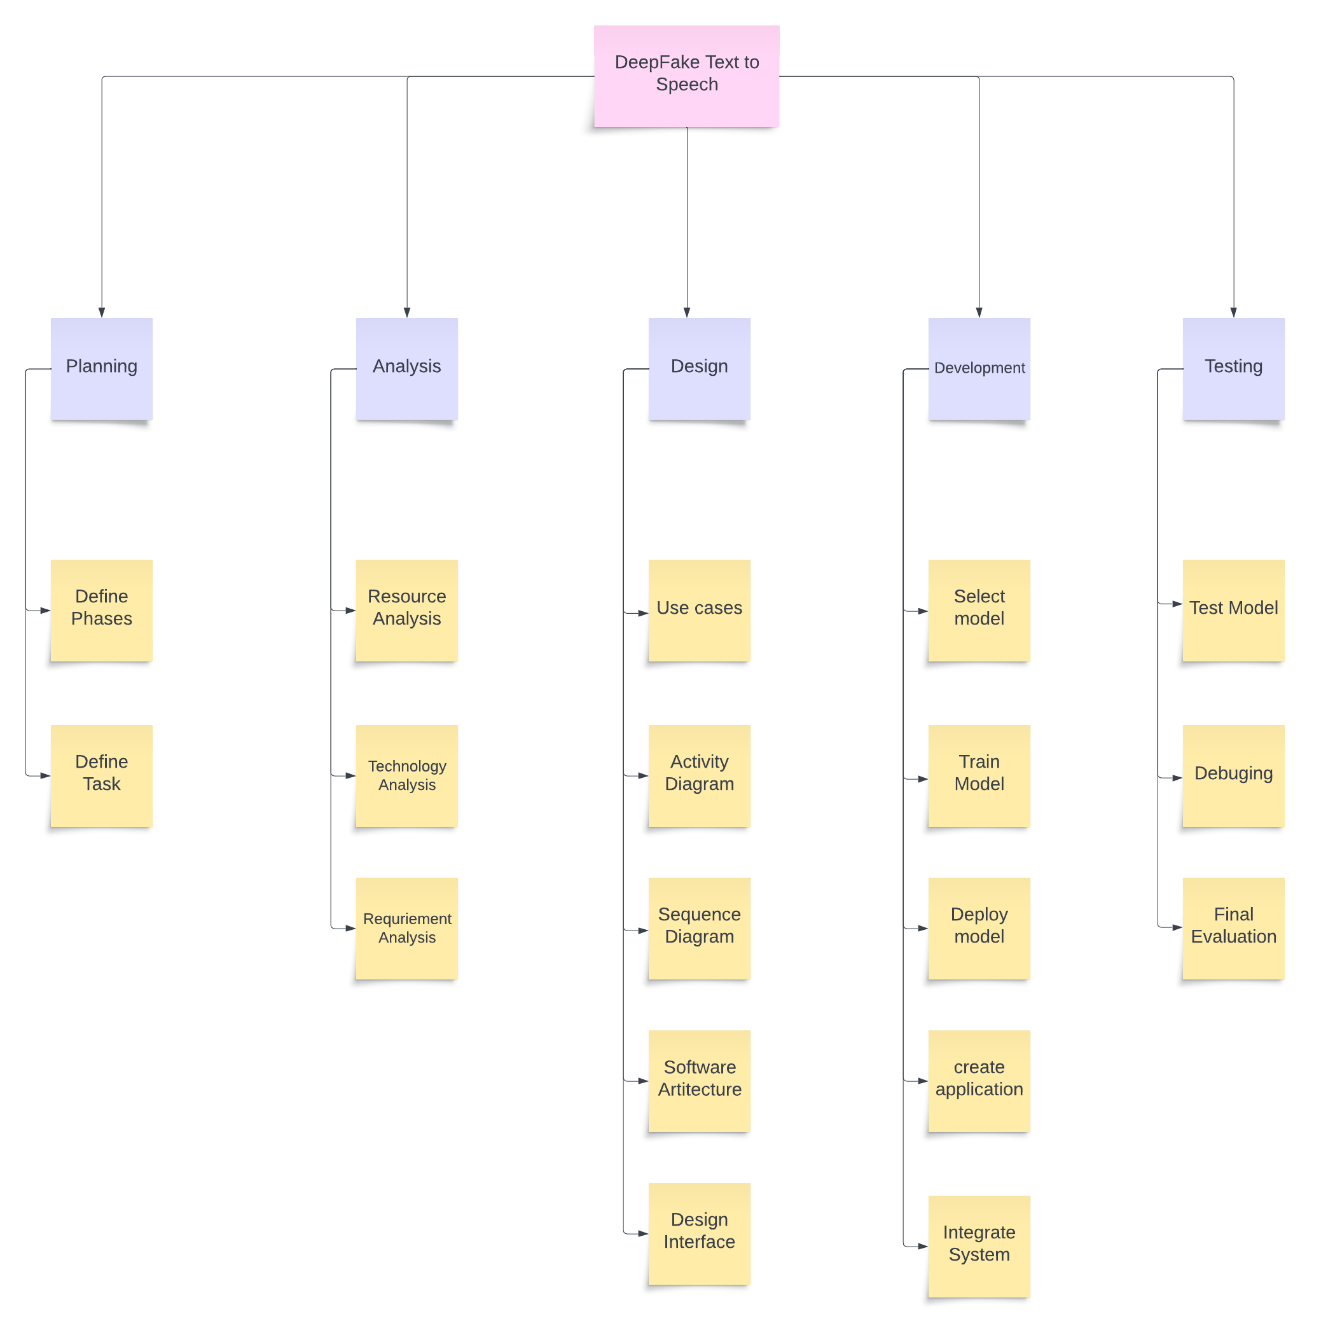 DeepFake Text to
Speech
Planning
Analysis
Design
Development
Testing
Define
Phases
Resource
Analysis
Use cases
Select
model
Test Model
Define
Task
Technology
Analysis
Activity
Diagram
Train
Model
Debuging
Requriement
Analysis
Sequence
Diagram
Deploy
model
Final
Evaluation
Software
Artitecture
create
application
Design
Interface
Integrate
System